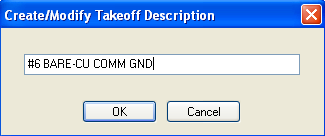 Create/Modify Takeoff Description
#6 BARE-CU COMM GND
OK
Cancel